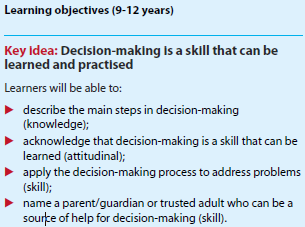 Learning objectives (9-12 years)
Key idea: Decision-making is a skill that can be
learned and practised
Learners will be able to:
▶ describe the main steps in decision-making
(knowledge);
▶ acknowledge that decision-making is a skill that can be
learned (attitudinal);
▶ apply the decision-making process to address problems
(skill);
▶ name a parent/guardian or trusted adult who can be a
source of help for decision-making (skill).